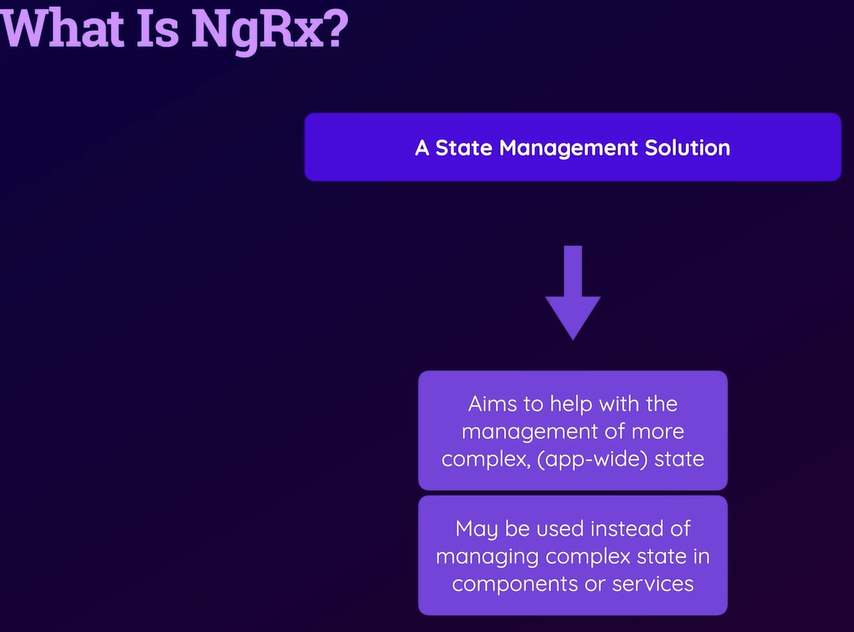 What Is NgRx?
A State Management Solution
Aims to help with the
management of more
complex, (app-wide) state
May be used instead of
managing complex state in
components or services